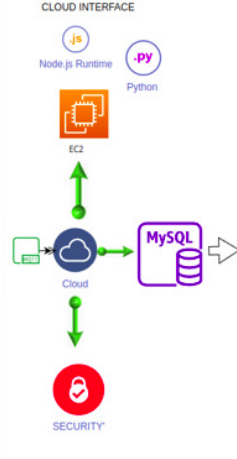 CLOUD INTERFACE
.js
Node.js Runtime
.py
Python
EC2
MySQL
Cloud
SECURITY'